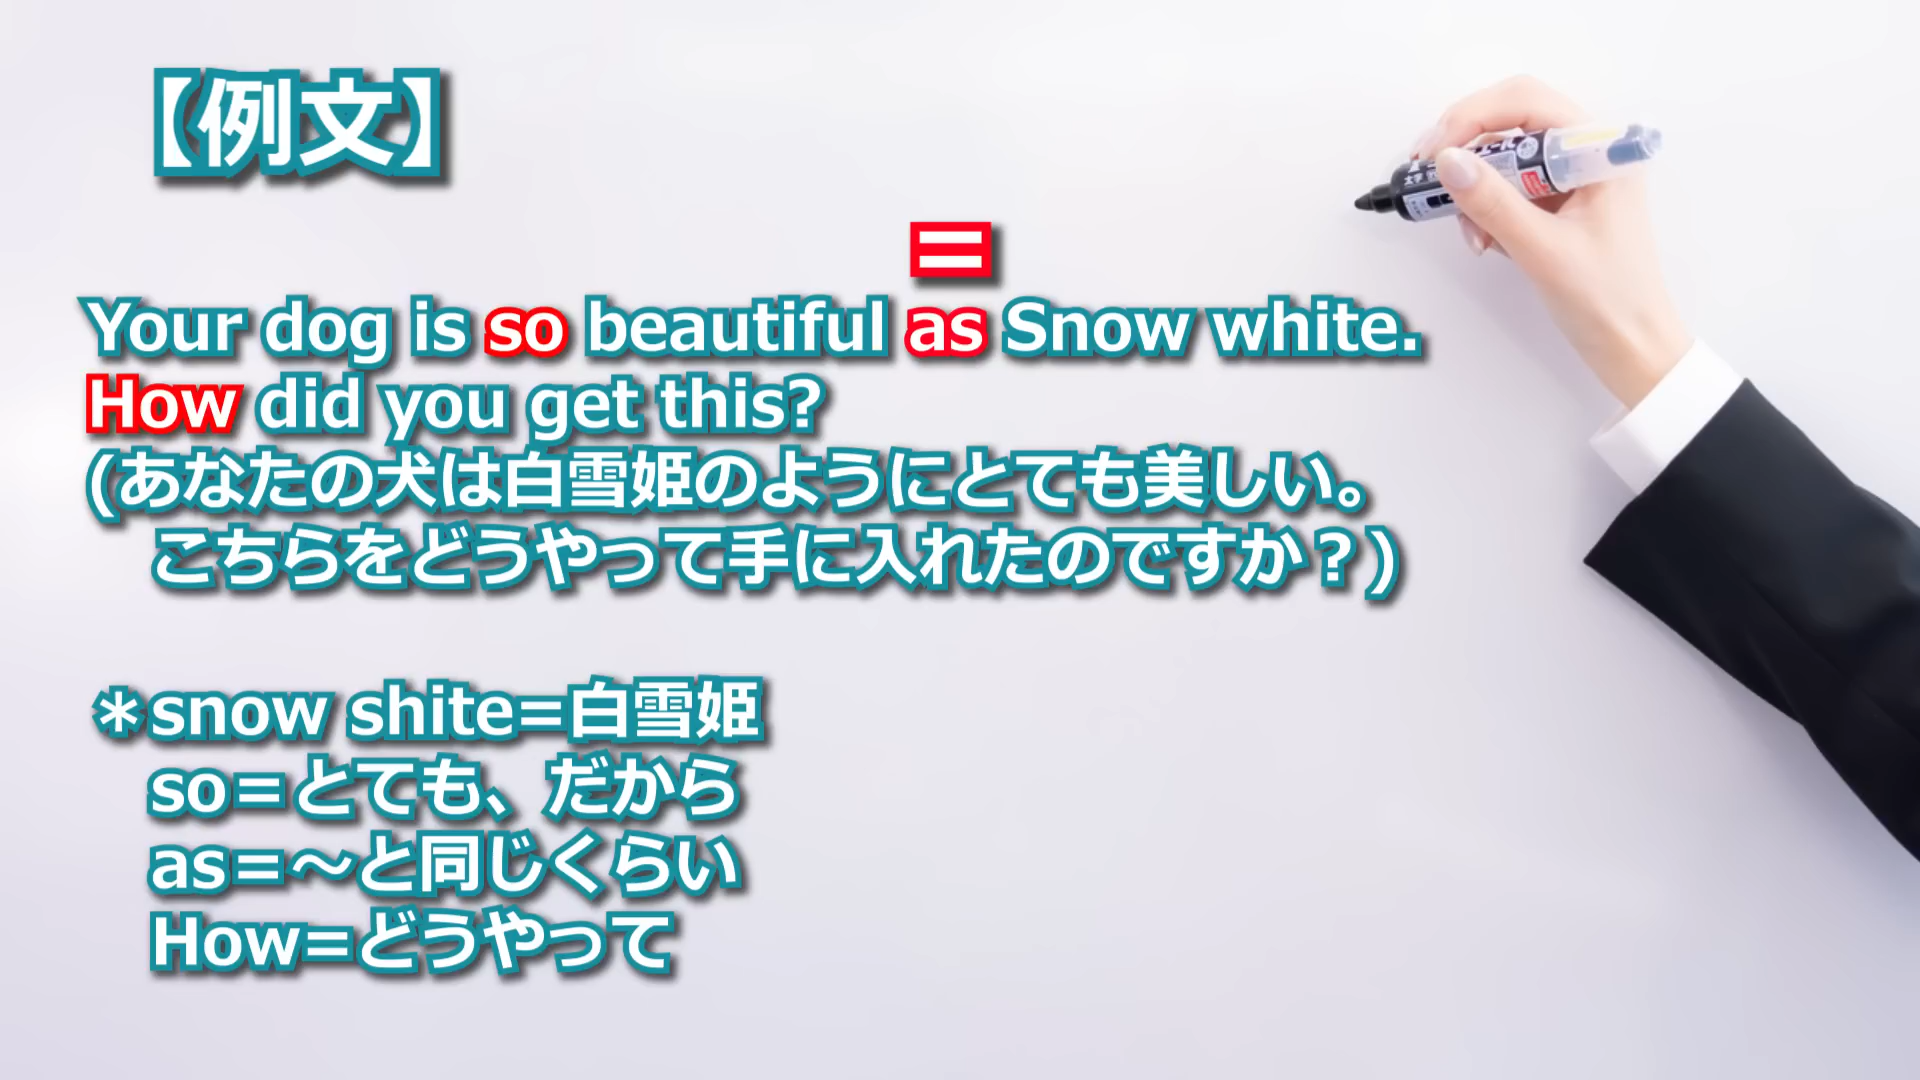 【例文】
=
Your dog is so beautiful as Snow white.
How did you get this?
(あなたの犬は白雪姫のようにとても美しい。
こちらをどうやって手に入れたのですか？)
＊snow shite=白雪姫
so＝とても、だから
as＝～と同じくらい
How=どうやって
太字